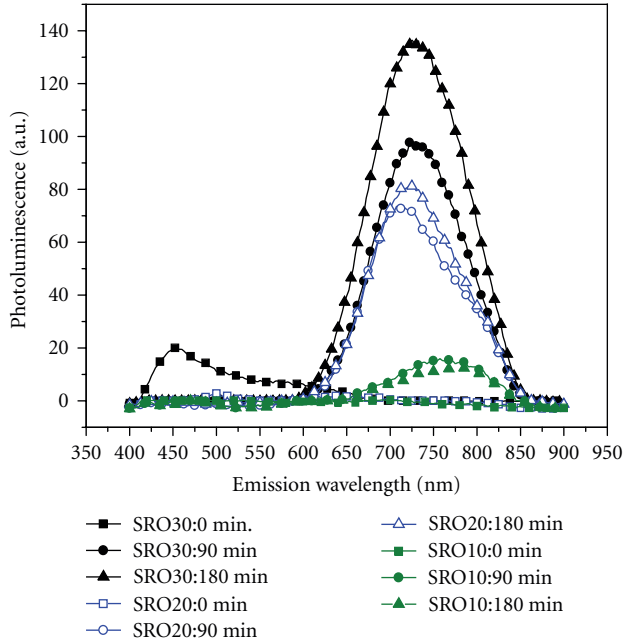 Photoluminescence (a.u.)
140
120
100
80
60
40
20
0
350 400 450 500 550 600 650 700 750 800 850 900 950
Emission wavelength (nm)
SRO30:0 min.
SRO30:90 min
SRO30:180 min
SRO20:0 min
SRO20:90 min
SRO20:180 min
SRO10:0 min
SRO10:90 min
SRO10:180 min